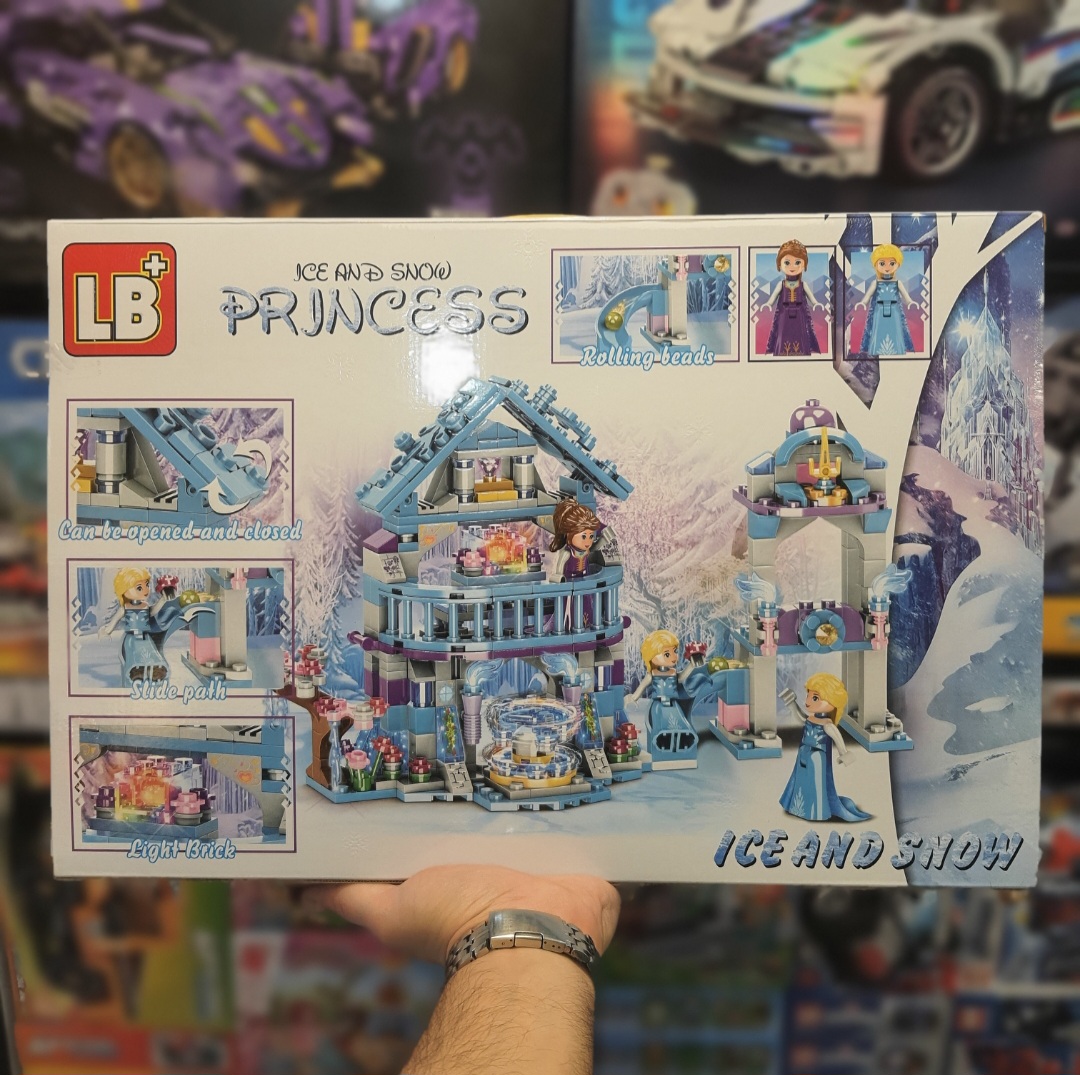 LB+
ICE AND SNOW
PRINCESS
Rolling beads
Can be opened and closed
Slide path
Light Brick
ICE AND SNOW